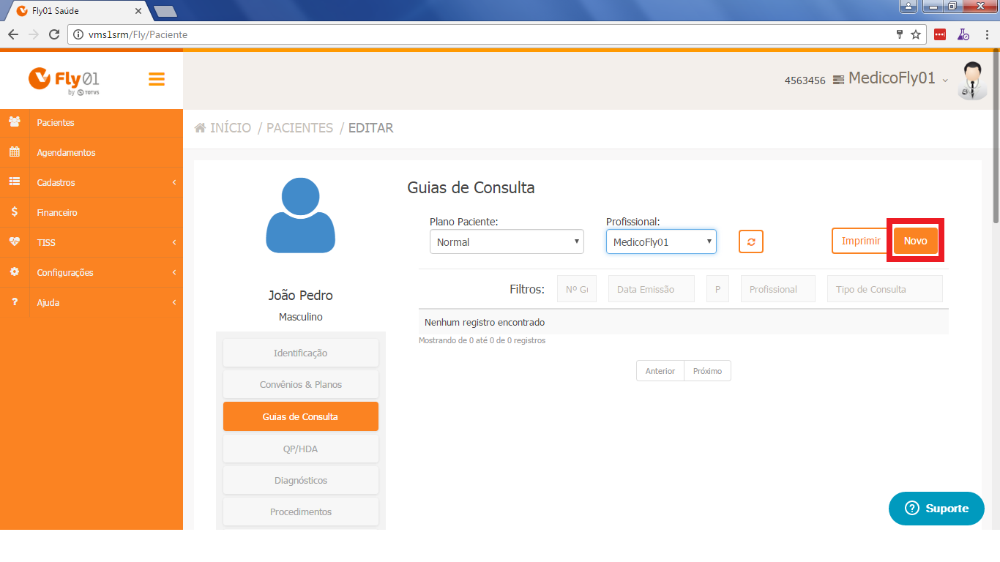 Fly01 Saúde
vms1srm/Fly/Paciente
Fly01
by TOTVS
4563456 MedicoFly01
Pacientes
Agendamentos
Cadastros
Financeiro
TISS
Configurações
Ajuda
INÍCIO / PACIENTES / EDITAR
João Pedro
Masculino
Identificação
Convênios & Planos
Guias de Consulta
QP/HDA
Diagnósticos
Procedimentos
Guias de Consulta
Plano Paciente: Profissional:
Normal MedicoFly01 Imprimir Novo
Filtros: Nº Gu Data Emissão P Profissional Tipo de Consulta
Nenhum registro encontrado
Mostrando de 0 até 0 de 0 registros
Anterior Próximo
? Suporte